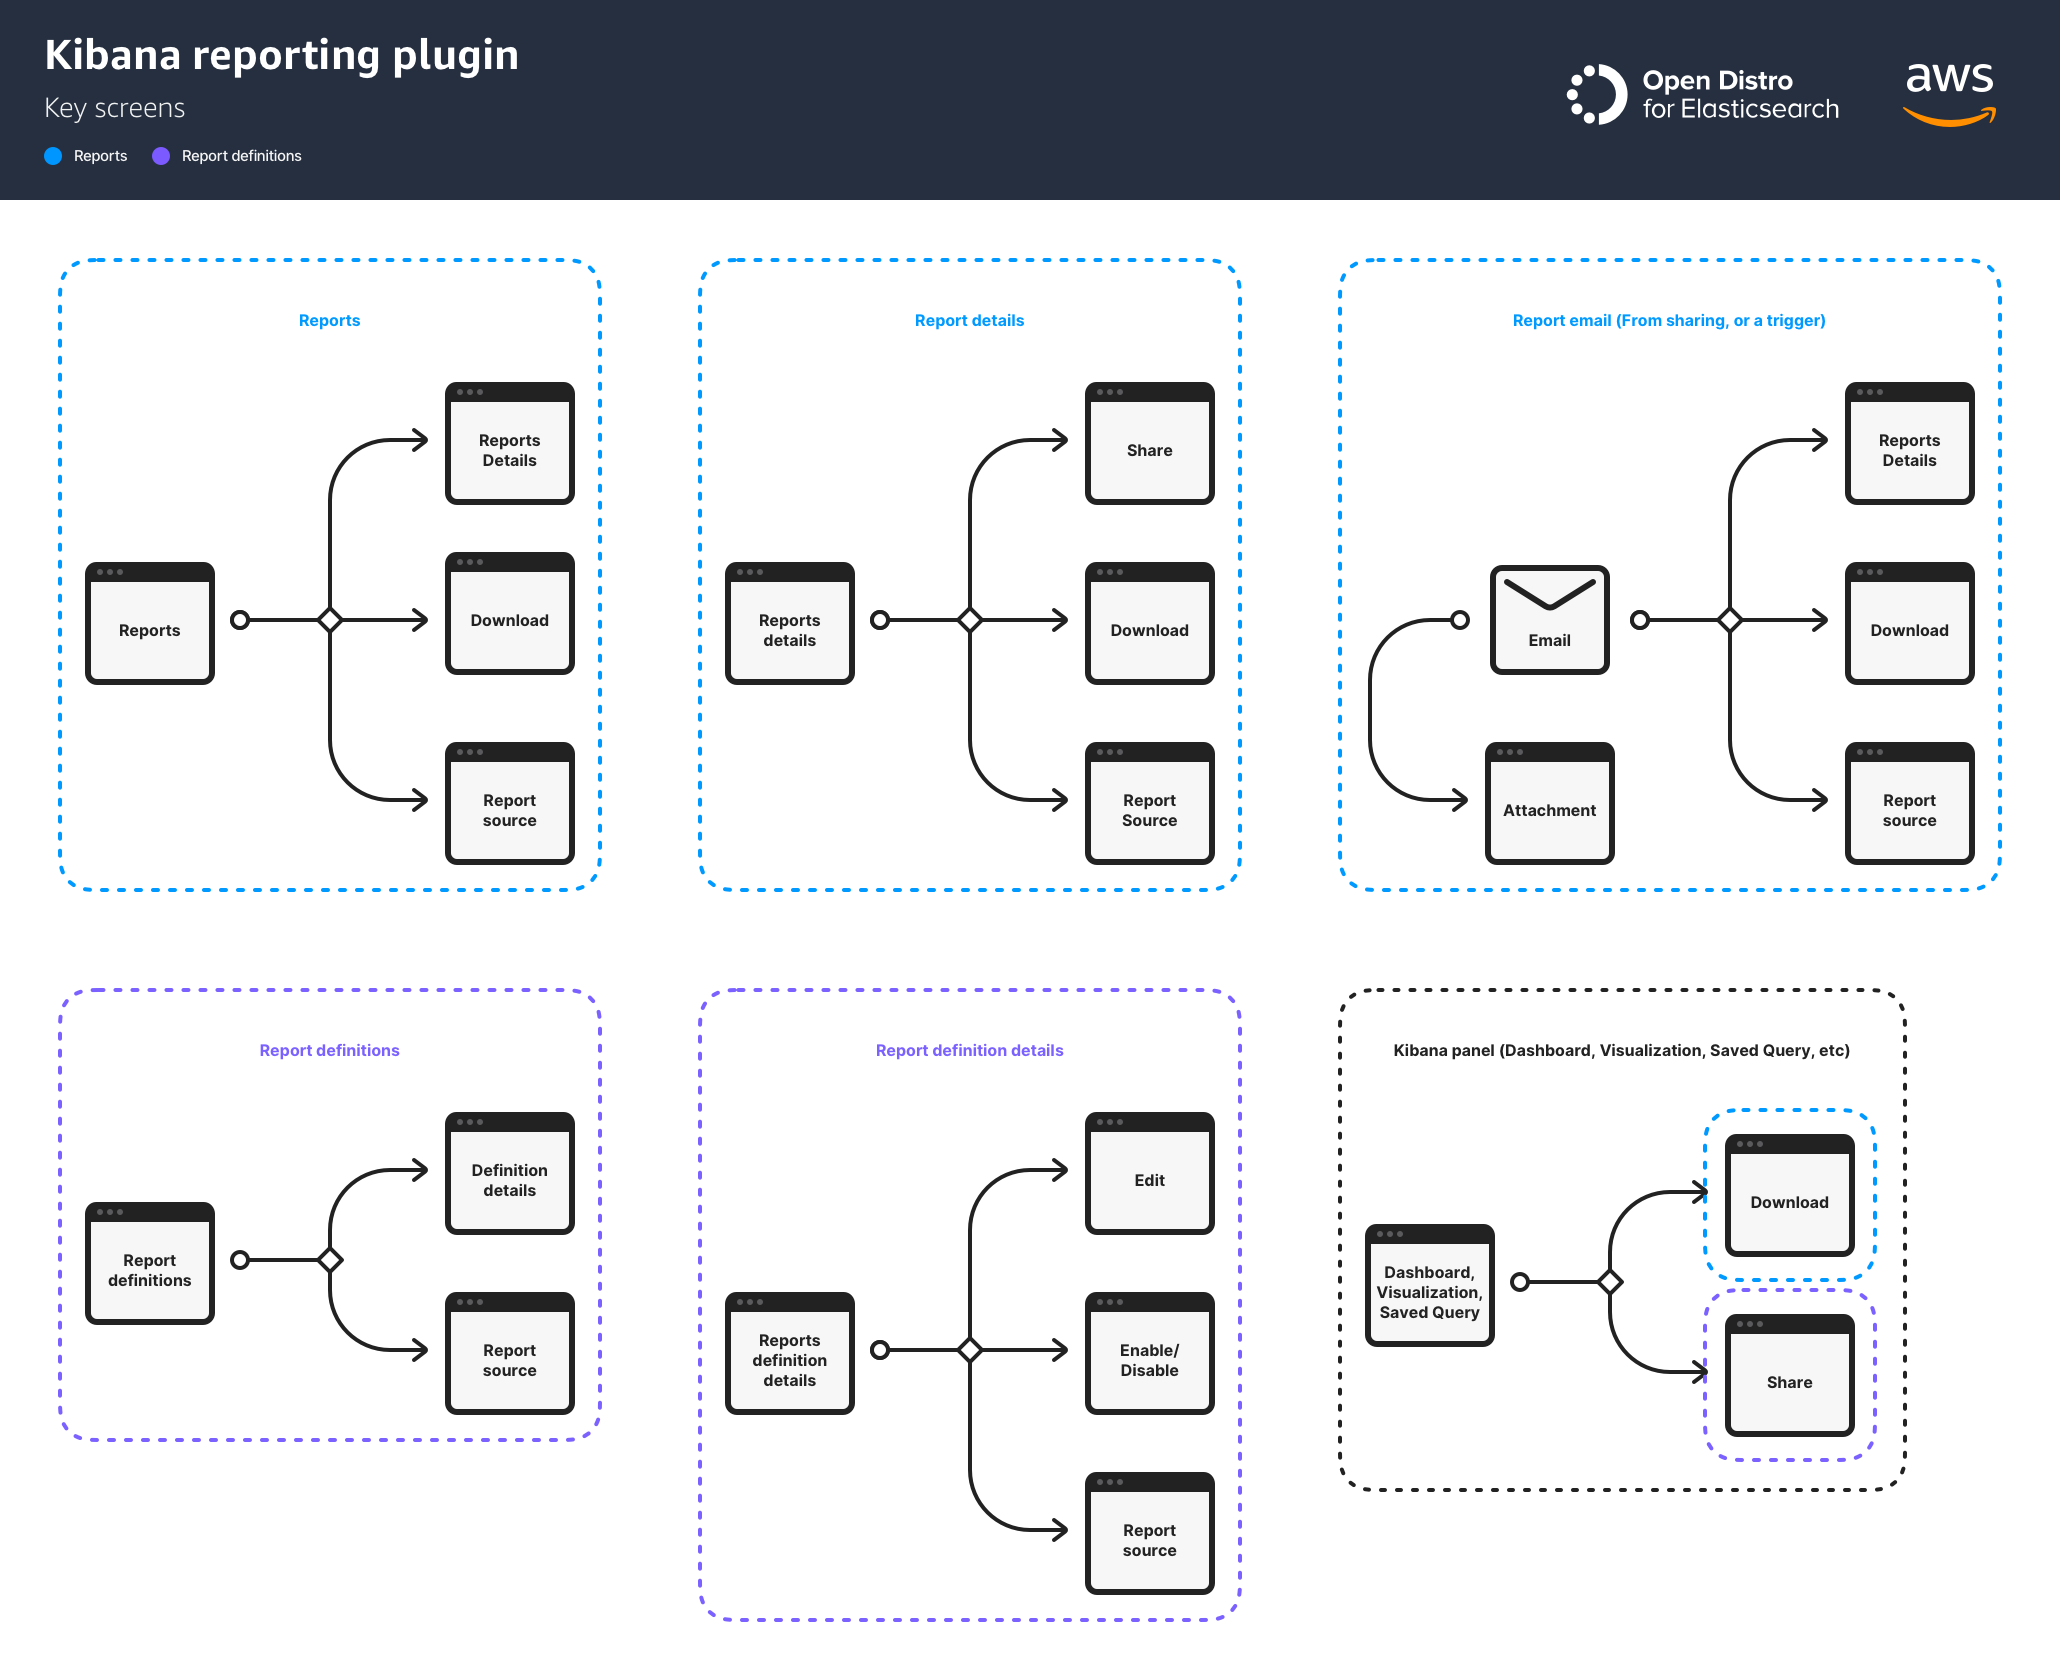 Kibana reporting plugin
Key screens
Reports
Report definitions
Open Distro
for Elasticsearch
aws
Reports
Reports
Reports
Details
Download
Report
source
Report details
Reports
details
Share
Download
Report
Source
Report email (From sharing, or a trigger)
Email
Attachment
Reports
Details
Download
Report
source
Report definitions
Report
definitions
Definition
details
Report
source
Report definition details
Reports
definition
details
Edit
Enable/
Disable
Report
source
Kibana panel (Dashboard, Visualization, Saved Query, etc)
Dashboard,
Visualization,
Saved Query
Download
Share